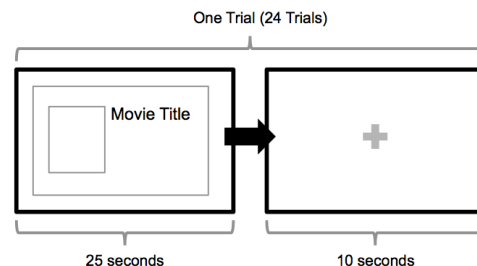 One Trial (24 Trials)
Movie Title
25 seconds
10 seconds